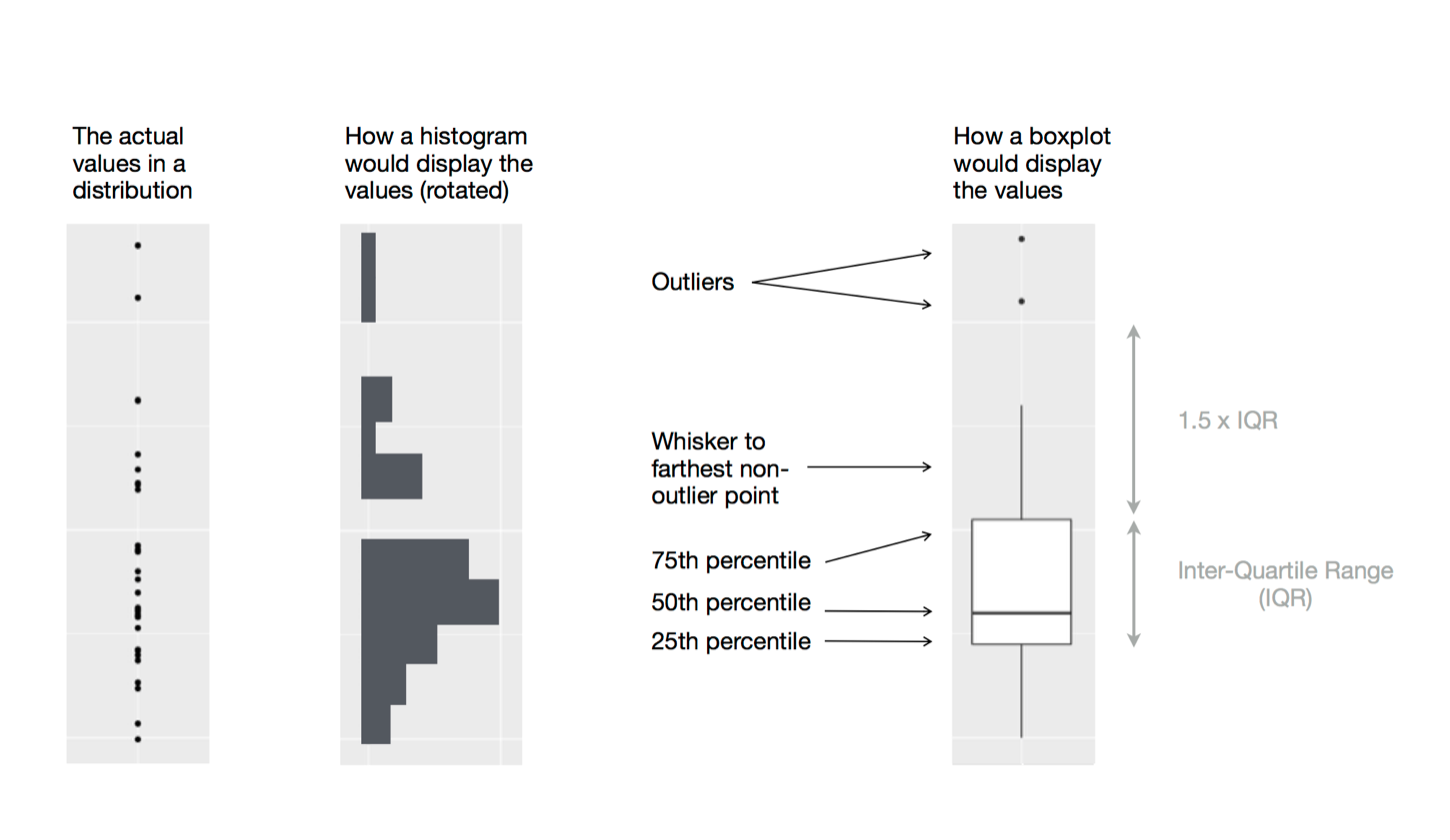 The actual
values in a
distribution
How a histogram
would display the
values (rotated)
How a boxplot
would display
the values
Outliers
1.5 x IQR
Whisker to
farthest non-
outlier point
75th percentile
Inter-Quartile Range
(IQR)
50th percentile
25th percentile